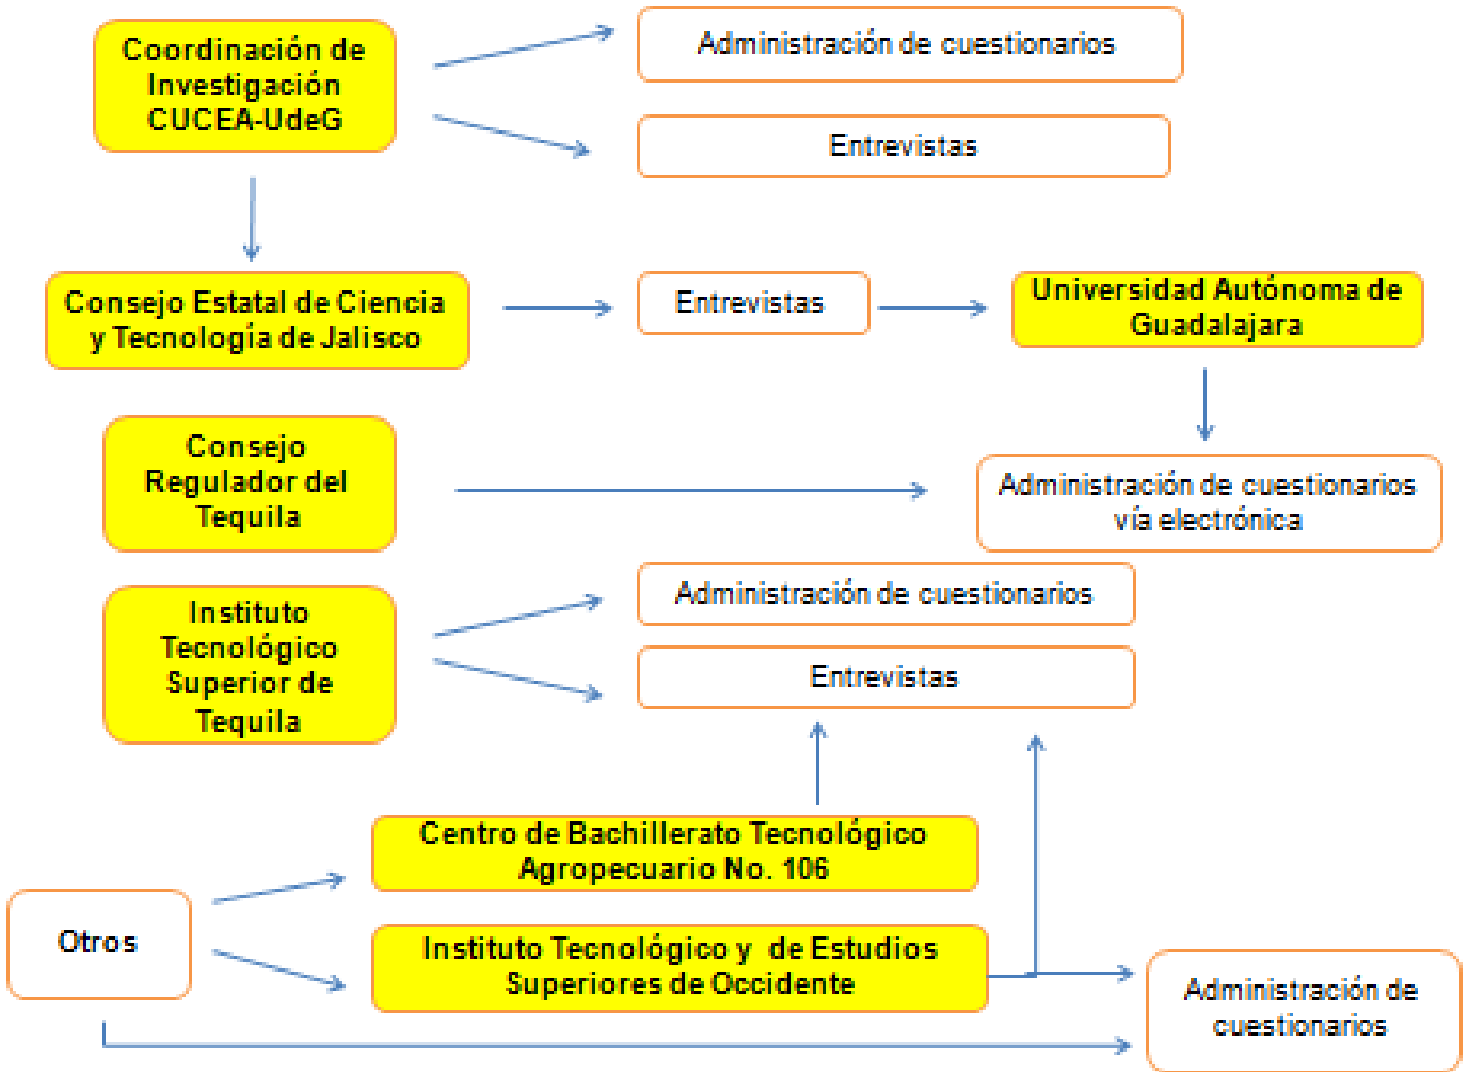 Coordinación de
Investigación
CUCEA-UdeG
Administración de cuestionarios
Entrevistas
Consejo Estatal de Ciencia
y Tecnología de Jalisco
Entrevistas
Universidad Autónoma de
Guadalajara
Consejo
Regulador del
Tequila
Administración de cuestionarios
vía electrónica
Instituto
Tecnológico
Superior de
Tequila
Administración de cuestionarios
Entrevistas
Centro de Bachillerato Tecnológico
Agropecuario No. 106
Otros
Instituto Tecnológico y de Estudios
Superiores de Occidente
Administración de
cuestionarios